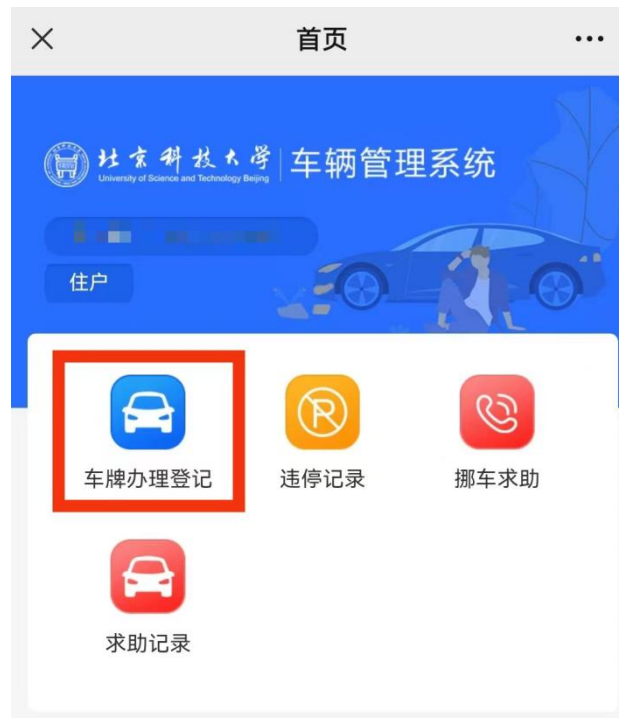 首页
北京科技大学
University of Science and Technology Beijing
车辆管理系统
住户
车牌办理登记
违停记录
挪车求助
求助记录